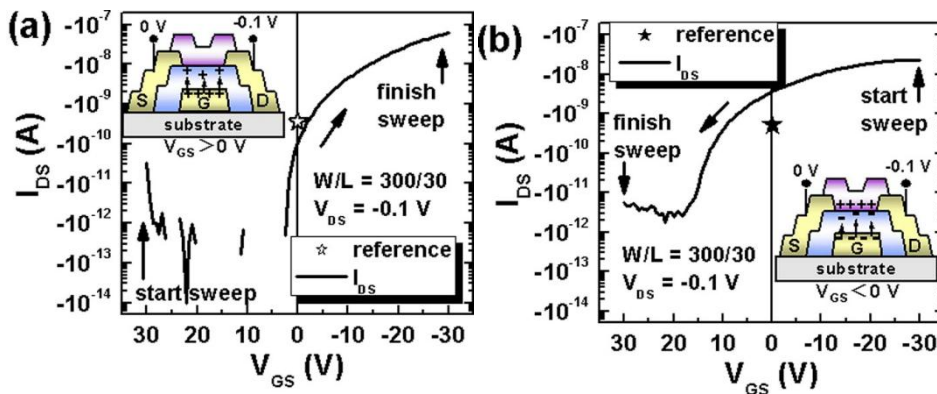 (a)
-10⁻⁶
-10⁻⁷
-10⁻⁸
-10⁻⁹
-10⁻¹⁰
-10⁻¹¹
-10⁻¹²
-10⁻¹³
-10⁻¹⁴
I_DS (A)
0 V
-0.1 V
S
G
D
substrate
V_GS >0 V
finish
sweep
W/L = 300/30
V_DS = -0.1 V
reference
I_DS
start sweep
30 20 10 0 -10 -20 -30
V_GS (V)
(b)
-10⁻⁶
-10⁻⁷
-10⁻⁸
-10⁻⁹
-10⁻¹⁰
-10⁻¹¹
-10⁻¹²
-10⁻¹³
-10⁻¹⁴
I_DS (A)
reference
I_DS
start
sweep
finish
sweep
0 V
-0.1 V
S
G
D
substrate
V_GS <0 V
W/L = 300/30
V_DS = -0.1 V
30 20 10 0 -10 -20 -30
V_GS (V)